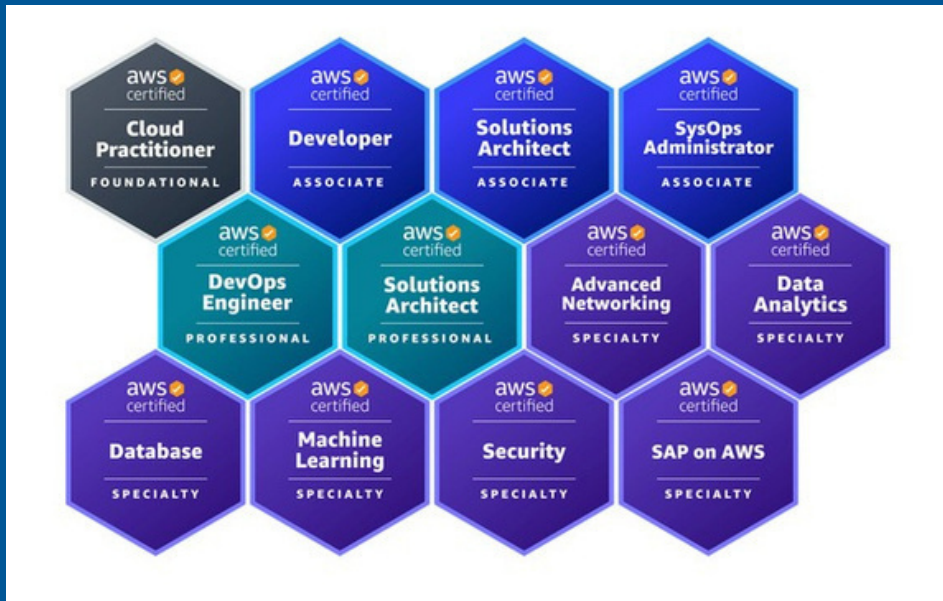 aws
certified
Cloud
Practitioner
FOUNDATIONAL
aws
certified
Developer
ASSOCIATE
aws
certified
Solutions
Architect
ASSOCIATE
aws
certified
SysOps
Administrator
ASSOCIATE
aws
certified
DevOps
Engineer
PROFESSIONAL
aws
certified
Solutions
Architect
PROFESSIONAL
aws
certified
Advanced
Networking
SPECIALTY
aws
certified
Data
Analytics
SPECIALTY
aws
certified
Database
SPECIALTY
aws
certified
Machine
Learning
SPECIALTY
aws
certified
Security
SPECIALTY
aws
certified
SAP on AWS
SPECIALTY